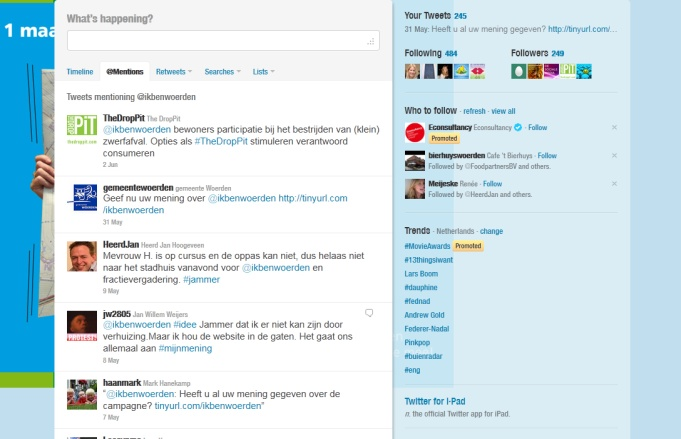 1 maa
What's happening?
Timeline @Mentions Retweets Searches Lists
Tweets mentioning @ikbenwoerden
TheDropPit The DropPit
@ikbenwoerden bewoners participatie bij het bestrijden van (klein)
zwerfafval. Opties als #TheDropPit stimuleren verantwoord
consumeren
2 Jun
gemeentewoerden gemeente Woerden
Geef nu uw mening over @ikbenwoerden http://tinyurl.com
/ikbenwoerden
31 May
HeerdJan Heerd Jan Hoogeveen
Mevrouw H. is op cursus en de oppas kan niet, dus helaas niet
naar het stadhuis vanavond voor @ikbenwoerden en
fractievergadering. #jammer
9 May
jw2805 Jan Willem Weijers
@ikbenwoerden #idee Jammer dat ik er niet kan zijn door
verhuizing.Maar ik hou de website in de gaten. Het gaat ons
allemaal aan #mijnmening
8 May
haanmark Mark Hanekamp
"@ikbenwoerden: Heeft u al uw mening gegeven over de
campagne? tinyurl.com/ikbenwoerden"
7 May
Your Tweets 245
31 May: Heeft u al uw mening gegeven? http://tinyurl.com/...
Following 484
Followers 249
Who to follow · refresh · view all
Econsultancy Econsultancy · Follow
Promoted
bierhuyswoerden Cafe 't Bierhuys · Follow
Followed by @FoodpartnersBV and others.
Meijeske Renée · Follow
Followed by @HeerdJan and others.
Trends · Netherlands · change
#MovieAwards Promoted
#13thingsiwant
Lars Boom
#dauphine
#fednad
Andrew Gold
Federer-Nadal
Pinkpop
#buienradar
#eng
Twitter for i-Pad
the official Twitter app for iPad.